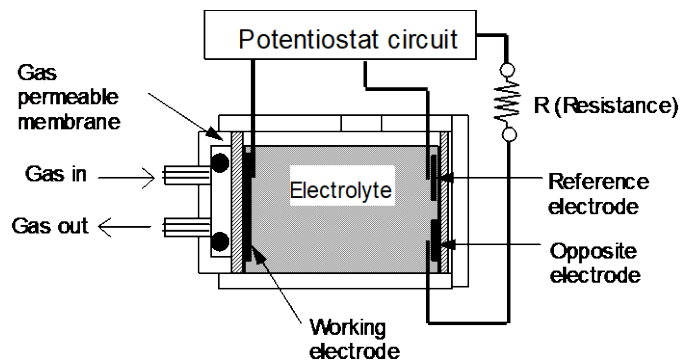 Potentiostat circuit
Gas
permeable
membrane
R (Resistance)
Gas in
Electrolyte
Reference
electrode
Gas out
Opposite
electrode
Working
electrode